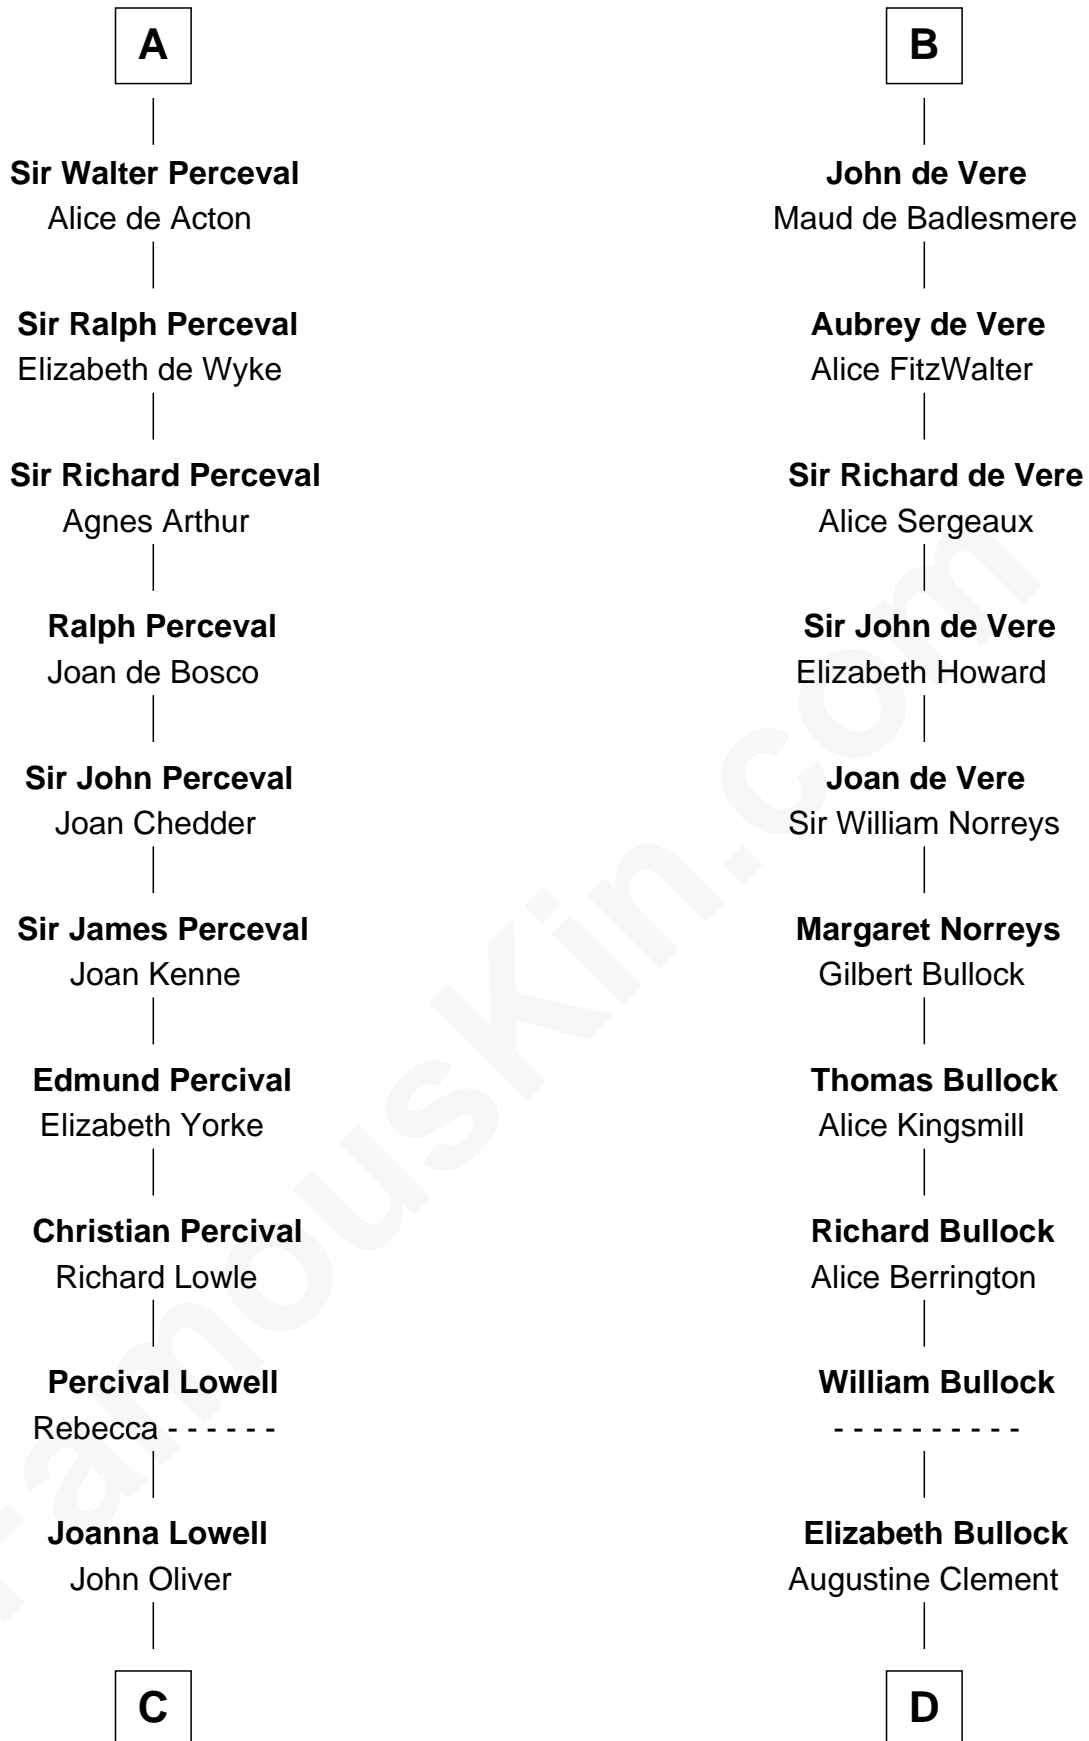 A
Sir Walter Perceval
Alice de Acton
Sir Ralph Perceval
Elizabeth de Wyke
Sir Richard Perceval
Agnes Arthur
Ralph Perceval
Joan de Bosco
Sir John Perceval
Joan Chedder
Sir James Perceval
Joan Kenne
Edmund Percival
Elizabeth Yorke
Christian Percival
Richard Lowle
Percival Lowell
Rebecca - - - - - -
Joanna Lowell
John Oliver
C
B
John de Vere
Maud de Badlesmere
Aubrey de Vere
Alice FitzWalter
Sir Richard de Vere
Alice Sergeaux
Sir John de Vere
Elizabeth Howard
Joan de Vere
Sir William Norreys
Margaret Norreys
Gilbert Bullock
Thomas Bullock
Alice Kingsmill
Richard Bullock
Alice Berrington
William Bullock
- - - - - - - - - -
Elizabeth Bullock
Augustine Clement
D
FamousKin.com